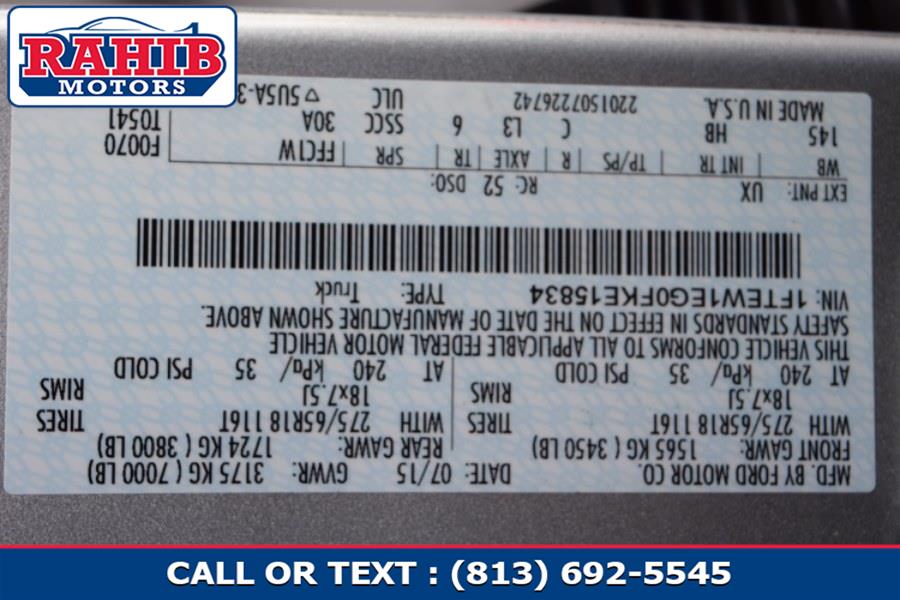 RAHIB
MOTORS
MFD. BY FORD MOTOR CO.
DATE: 07/15 GVWR: 3175 KG ( 7000 LB)
FRONT GAWR: 1565 KG ( 3450 LB)
REAR GAWR: 1724 KG ( 3800 LB)
WITH 275/65R18 116T TIRES
WITH 275/65R18 116T TIRES
18x7.5J RIMS
18x7.5J RIMS
AT 240 kPa/ 35 PSI COLD
AT 240 kPa/ 35 PSI COLD
THIS VEHICLE CONFORMS TO ALL APPLICABLE FEDERAL MOTOR VEHICLE
SAFETY STANDARDS IN EFFECT ON THE DATE OF MANUFACTURE SHOWN ABOVE.
VIN: 1FTEW1EG0FKE15834 TYPE: Truck
EXT PNT: UX RC: 52 DSO:
WB | INT TR | TP/PS | R | AXLE | TR | SPR | FFC1W F0070
145 HB C L3 6 SSCC 30A T0541
MADE IN U.S.A. 220150726742 ULC ▽ 5U5A-3
CALL OR TEXT : (813) 692-5545